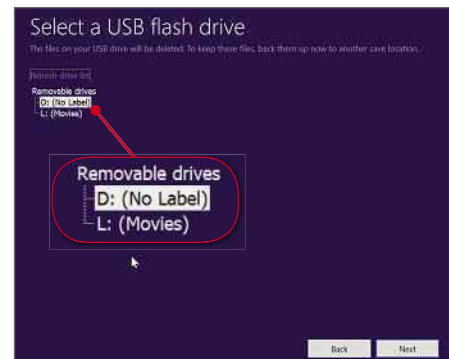 Select a USB flash drive
The files on your USB drive will be deleted. To keep these files, back them up now to another save location.
Refresh drive list
Removable drives
D: (No Label)
L: (Movies)
Removable drives
D: (No Label)
L: (Movies)
Back
Next